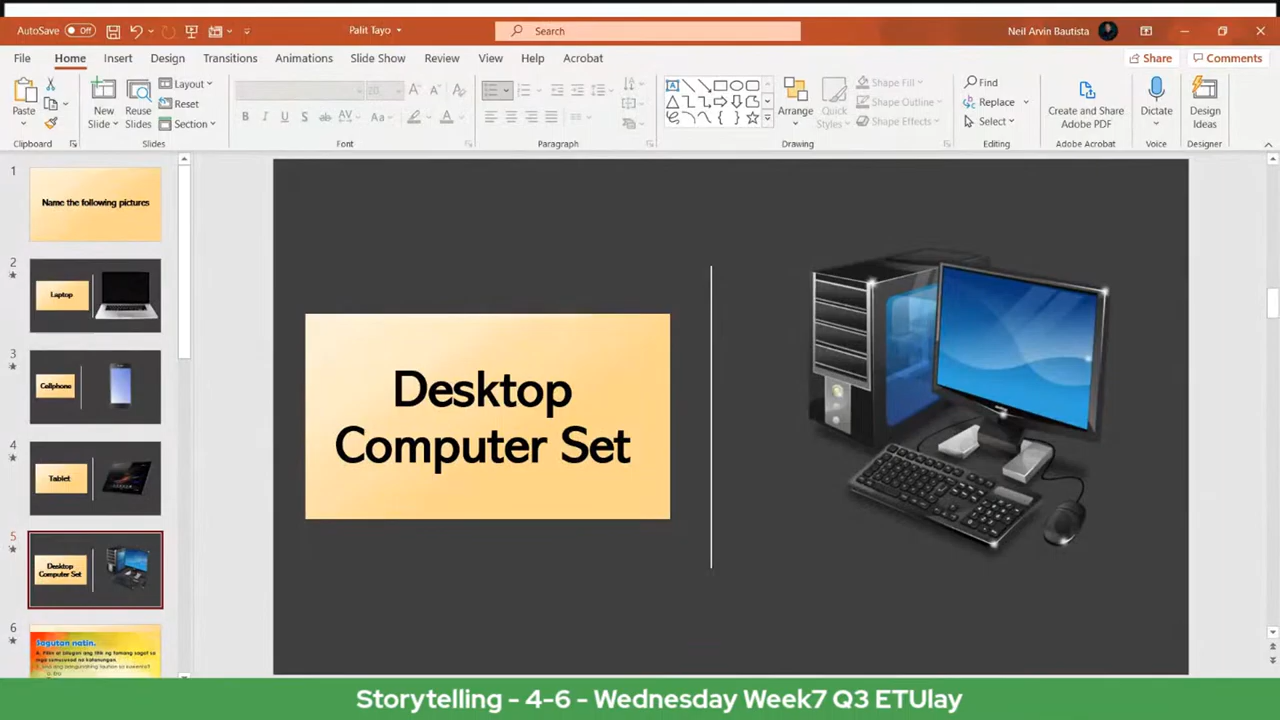 AutoSave Off
Palit Tayo
Search
Neil Arvin Bautista
File Home Insert Design Transitions Animations Slide Show Review View Help Acrobat
Share Comments
Paste
New
Slides
Reuse
Slides
Layout
Reset
Section
Arrange
Quick
Styles
Shape Fill
Shape Outline
Shape Effects
Find
Replace
Select
Create and Share
Adobe PDF
Dictate
Design
Ideas
Clipboard Slides Font Paragraph Drawing Editing Adobe Acrobat Voice Designer
1
Name the following pictures
2
Laptop
3
Cellphone
4
Tablet
5
Desktop
Computer Set
6
Sagutan natin.
Desktop
Computer Set
Storytelling - 4-6 - Wednesday Week7 Q3 ETUlay